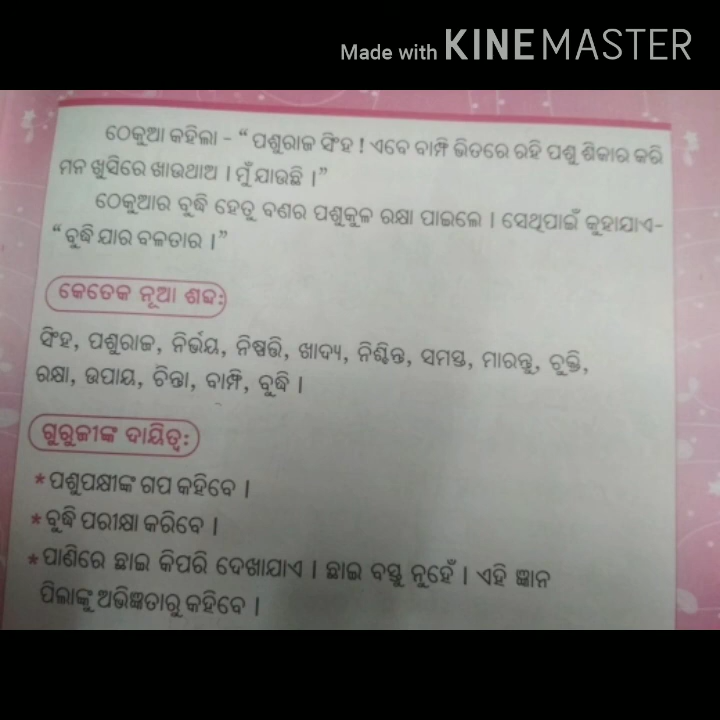 Made with KINEMASTER
ଠେକୁଆ କହିଲା - “ ପଶୁରାଜ ସିଂହ ! ଏବେ ବାମ୍ଫି ଭିତରେ ରହି ପଶୁ ଶିକାର କରି
ମନ ଖୁସିରେ ଖାଉଥାଅ । ମୁଁ ଯାଉଛି ।”
ଠେକୁଆର ବୁଦ୍ଧି ହେତୁ ବଣର ପଶୁକୁଳ ରକ୍ଷା ପାଇଲେ । ସେଥିପାଇଁ କୁହାଯାଏ-
“ ବୁଦ୍ଧି ଯାର ବଳତାର ।”
କେତେକ ନୂଆ ଶବ୍ଦ:
ସିଂହ, ପଶୁରାଜ, ନିର୍ଭୟ, ନିଷ୍ପତ୍ତି, ଖାଦ୍ୟ, ନିଶ୍ଚିନ୍ତ, ସମସ୍ତ, ମାରନ୍ତୁ, ଚୁକ୍ତି,
ରକ୍ଷା, ଉପାୟ, ଚିନ୍ତା, ବାମ୍ଫି, ବୁଦ୍ଧି ।
ଗୁରୁଜୀଙ୍କ ଦାୟିତ୍ୱ:
* ପଶୁପକ୍ଷୀଙ୍କ ଗପ କହିବେ ।
* ବୁଦ୍ଧି ପରୀକ୍ଷା କରିବେ ।
* ପାଣିରେ ଛାଇ କିପରି ଦେଖାଯାଏ । ଛାଇ ବସ୍ତୁ ନୁହେଁ । ଏହି ଜ୍ଞାନ
ପିଲାଙ୍କୁ ଅଭିଜ୍ଞତାରୁ କହିବେ ।